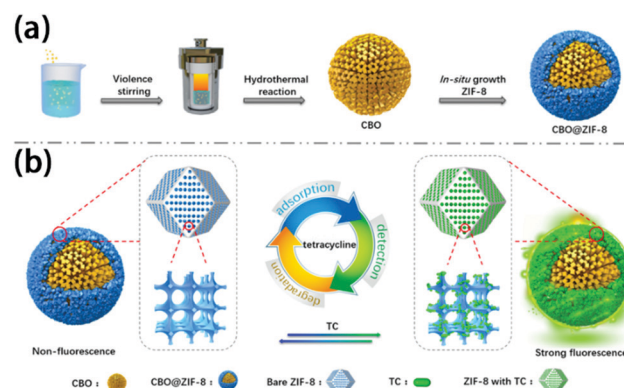 (a)
Violence
stirring
Hydrothermal
reaction
In-situ growth
ZIF-8
CBO
CBO@ZIF-8
(b)
adsorption
detection
degradation
tetracycline
TC
Non-fluorescence
Strong fluorescence
CBO :
CBO@ZIF-8 :
Bare ZIF-8 :
TC :
ZIF-8 with TC :